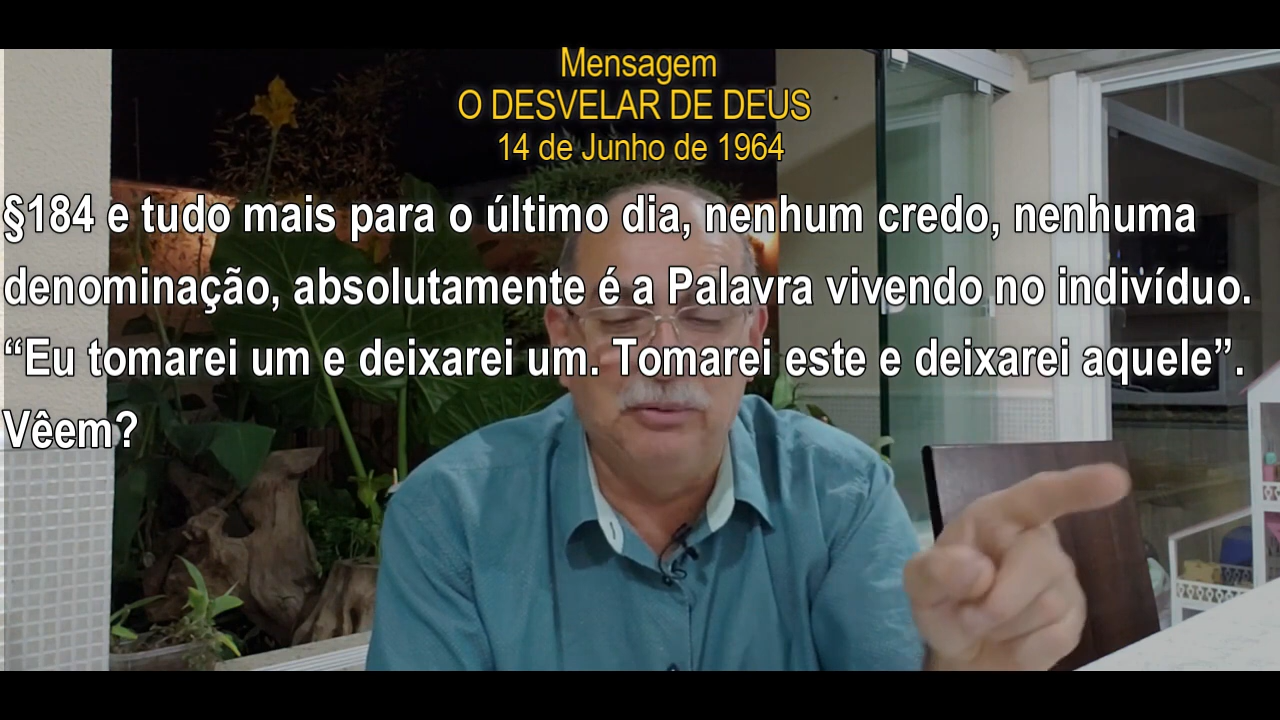 Mensagem
O DESVELAR DE DEUS
14 de Junho de 1964
§184 e tudo mais para o último dia, nenhum credo, nenhuma
denominação, absolutamente é a Palavra vivendo no indivíduo.
“Eu tomarei um e deixarei um. Tomarei este e deixarei aquele”.
Vêem?